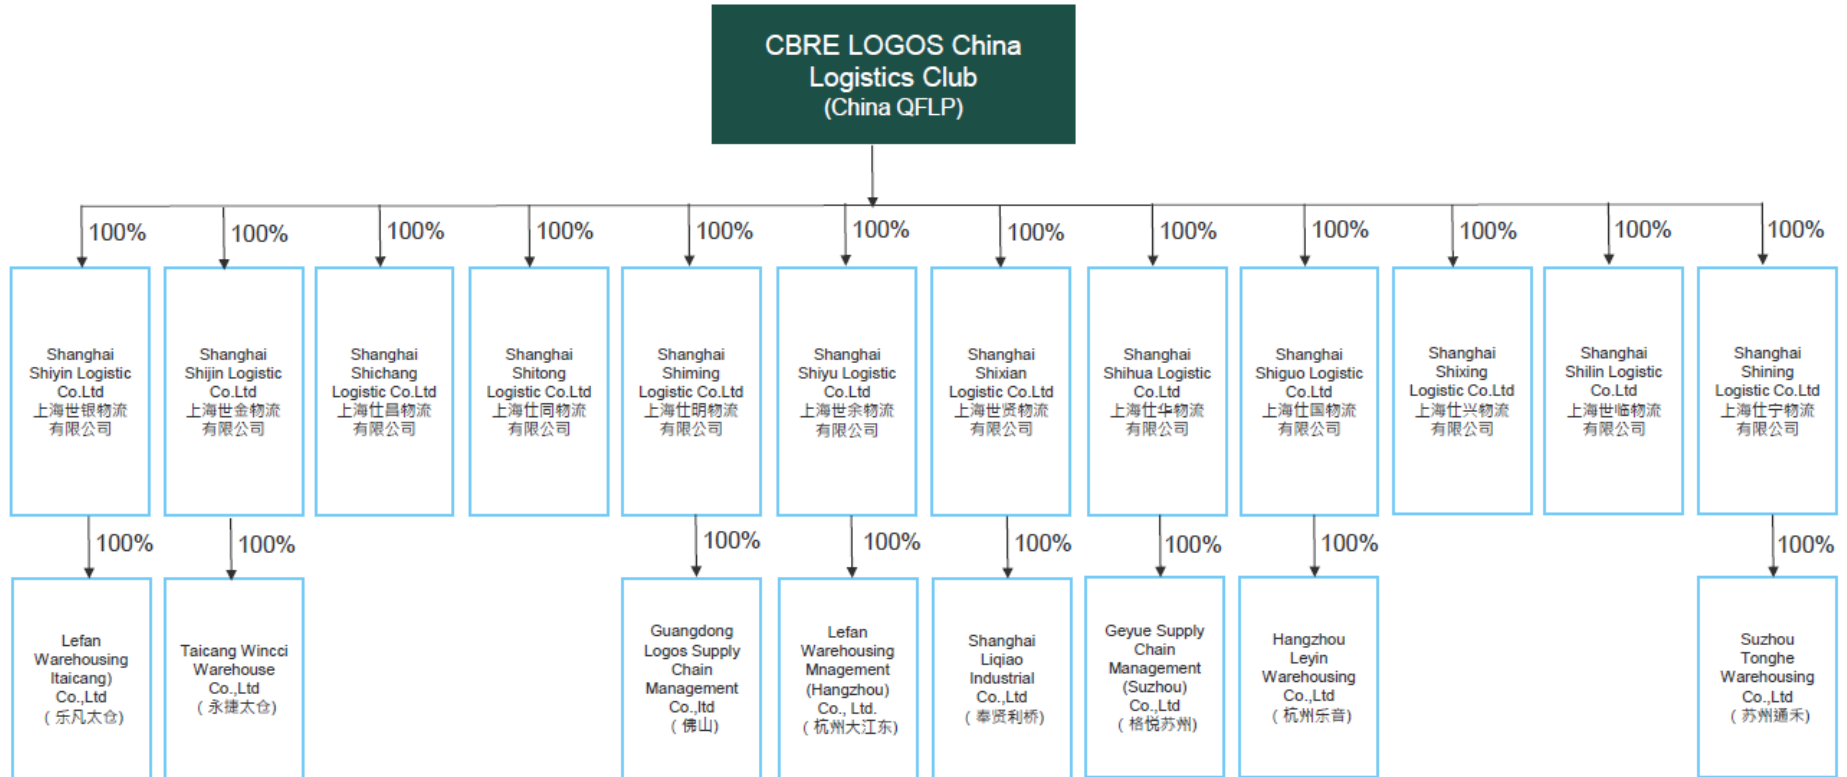 CBRE LOGOS China
Logistics Club
(China QFLP)
100%
100%
100%
100%
100%
100%
100%
100%
100%
100%
100%
100%
Shanghai
Shiyin Logistic
Co.Ltd
上海世银物流
有限公司
Shanghai
Shijin Logistic
Co.Ltd
上海世金物流
有限公司
Shanghai
Shichang
Logistic Co.Ltd
上海仕昌物流
有限公司
Shanghai
Shitong
Logistic Co.Ltd
上海仕同物流
有限公司
Shanghai
Shiming
Logistic Co.Ltd
上海仕明物流
有限公司
Shanghai
Shiyu Logistic
Co.Ltd
上海世余物流
有限公司
Shanghai
Shixian
Logistic Co.Ltd
上海世贤物流
有限公司
Shanghai
Shihua Logistic
Co.Ltd
上海仕华物流
有限公司
Shanghai
Shiguo Logistic
Co.Ltd
上海仕国物流
有限公司
Shanghai
Shixing
Logistic Co.Ltd
上海仕兴物流
有限公司
Shanghai
Shilin Logistic
Co.Ltd
上海世临物流
有限公司
Shanghai
Shining
Logistic Co.Ltd
上海仕宁物流
有限公司
100%
100%
100%
100%
100%
100%
100%
100%
Lefan
Warehousing
Itaicang)
Co.,Ltd
( 乐凡太仓)
Taicang Wincci
Warehouse
Co.,Ltd
( 永捷太仓)
Guangdong
Logos Supply
Chain
Management
Co.,ltd
( 佛山)
Lefan
Warehousing
Mnagement
(Hangzhou)
Co., Ltd.
( 杭州大江东)
Shanghai
Liqiao
Industrial
Co.,Ltd
( 奉贤利桥)
Geyue Supply
Chain
Management
(Suzhou)
Co.,Ltd
( 格悦苏州)
Hangzhou
Leyin
Warehousing
Co.,Ltd
( 杭州乐音)
Suzhou
Tonghe
Warehousing
Co.,Ltd
( 苏州通禾)